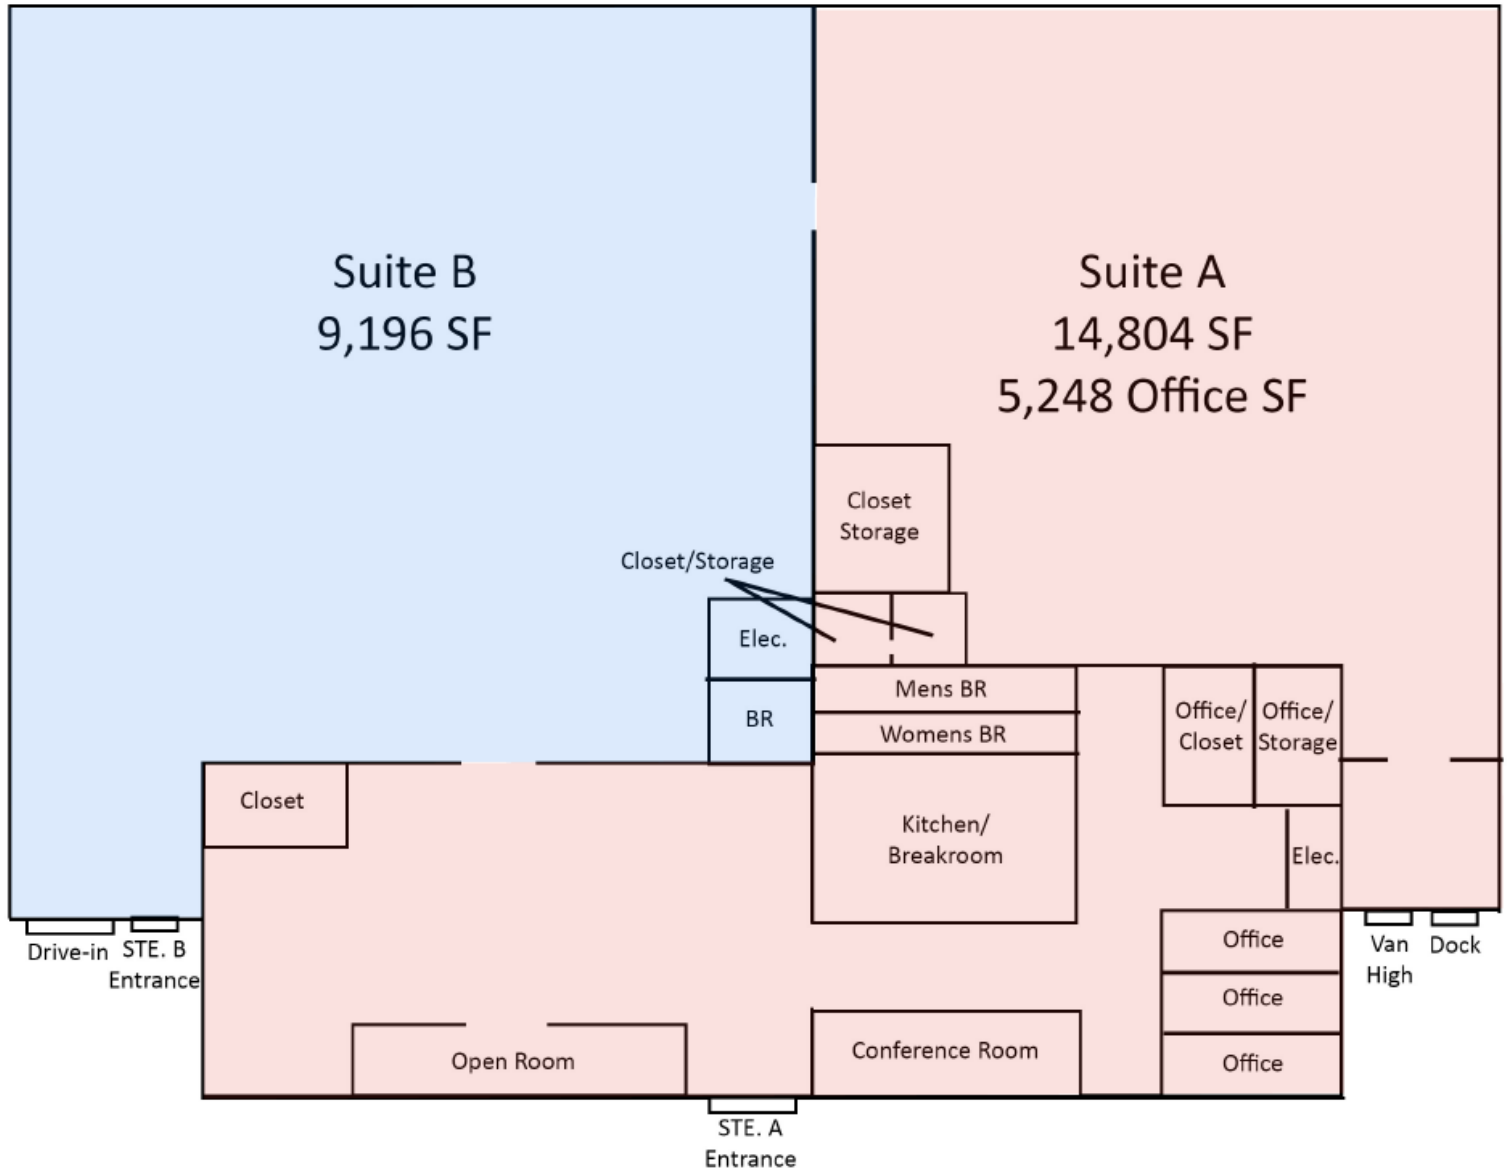 Suite B
9,196 SF
Suite A
14,804 SF
5,248 Office SF
Closet
Storage
Closet/Storage
Elec.
BR
Mens BR
Womens BR
Office/
Closet
Office/
Storage
Closet
Kitchen/
Breakroom
Elec.
Drive-in
STE. B
Entrance
Office
Office
Office
Van
High
Dock
Open Room
Conference Room
STE. A
Entrance